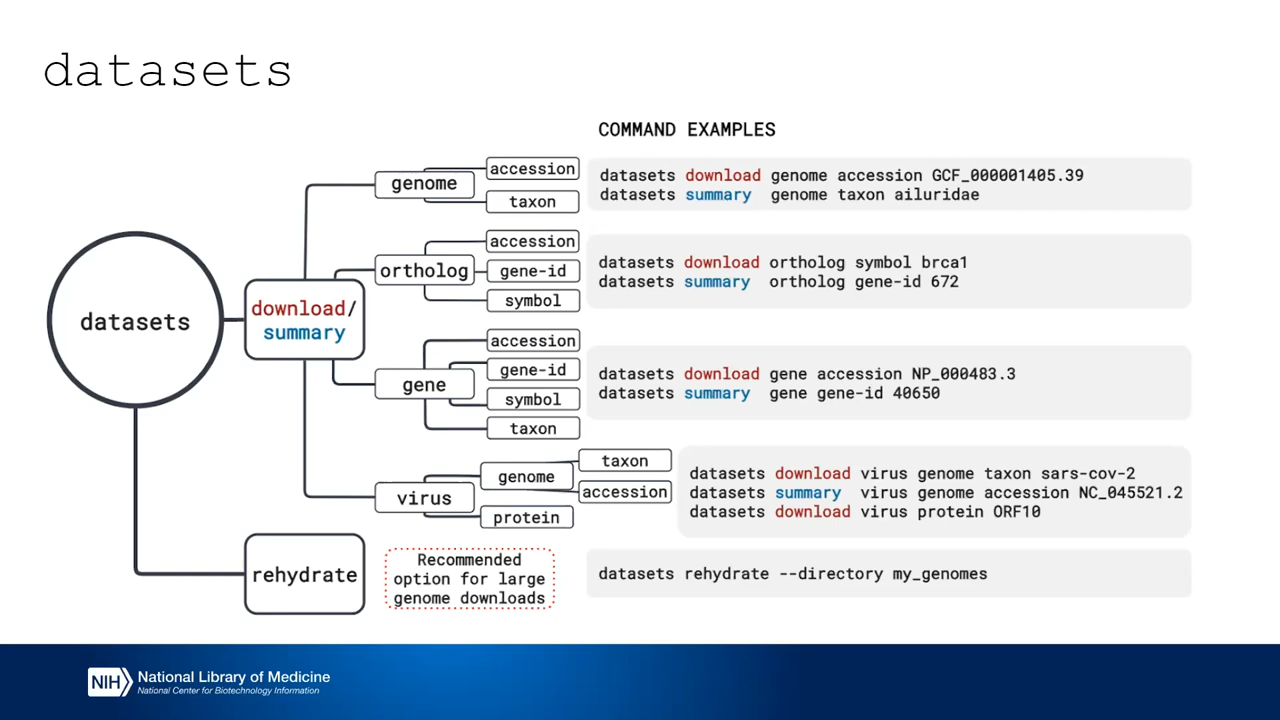 datasets
COMMAND EXAMPLES
datasets
download/
summary
genome
accession
taxon
datasets download genome accession GCF_000001405.39
datasets summary genome taxon ailuridae
ortholog
accession
gene-id
symbol
datasets download ortholog symbol brca1
datasets summary ortholog gene-id 672
gene
accession
gene-id
symbol
taxon
datasets download gene accession NP_000483.3
datasets summary gene gene-id 40650
virus
genome
taxon
accession
protein
datasets download virus genome taxon sars-cov-2
datasets summary virus genome accession NC_045521.2
datasets download virus protein ORF10
rehydrate
Recommended
option for large
genome downloads
datasets rehydrate --directory my_genomes
NIH
National Library of Medicine
National Center for Biotechnology Information